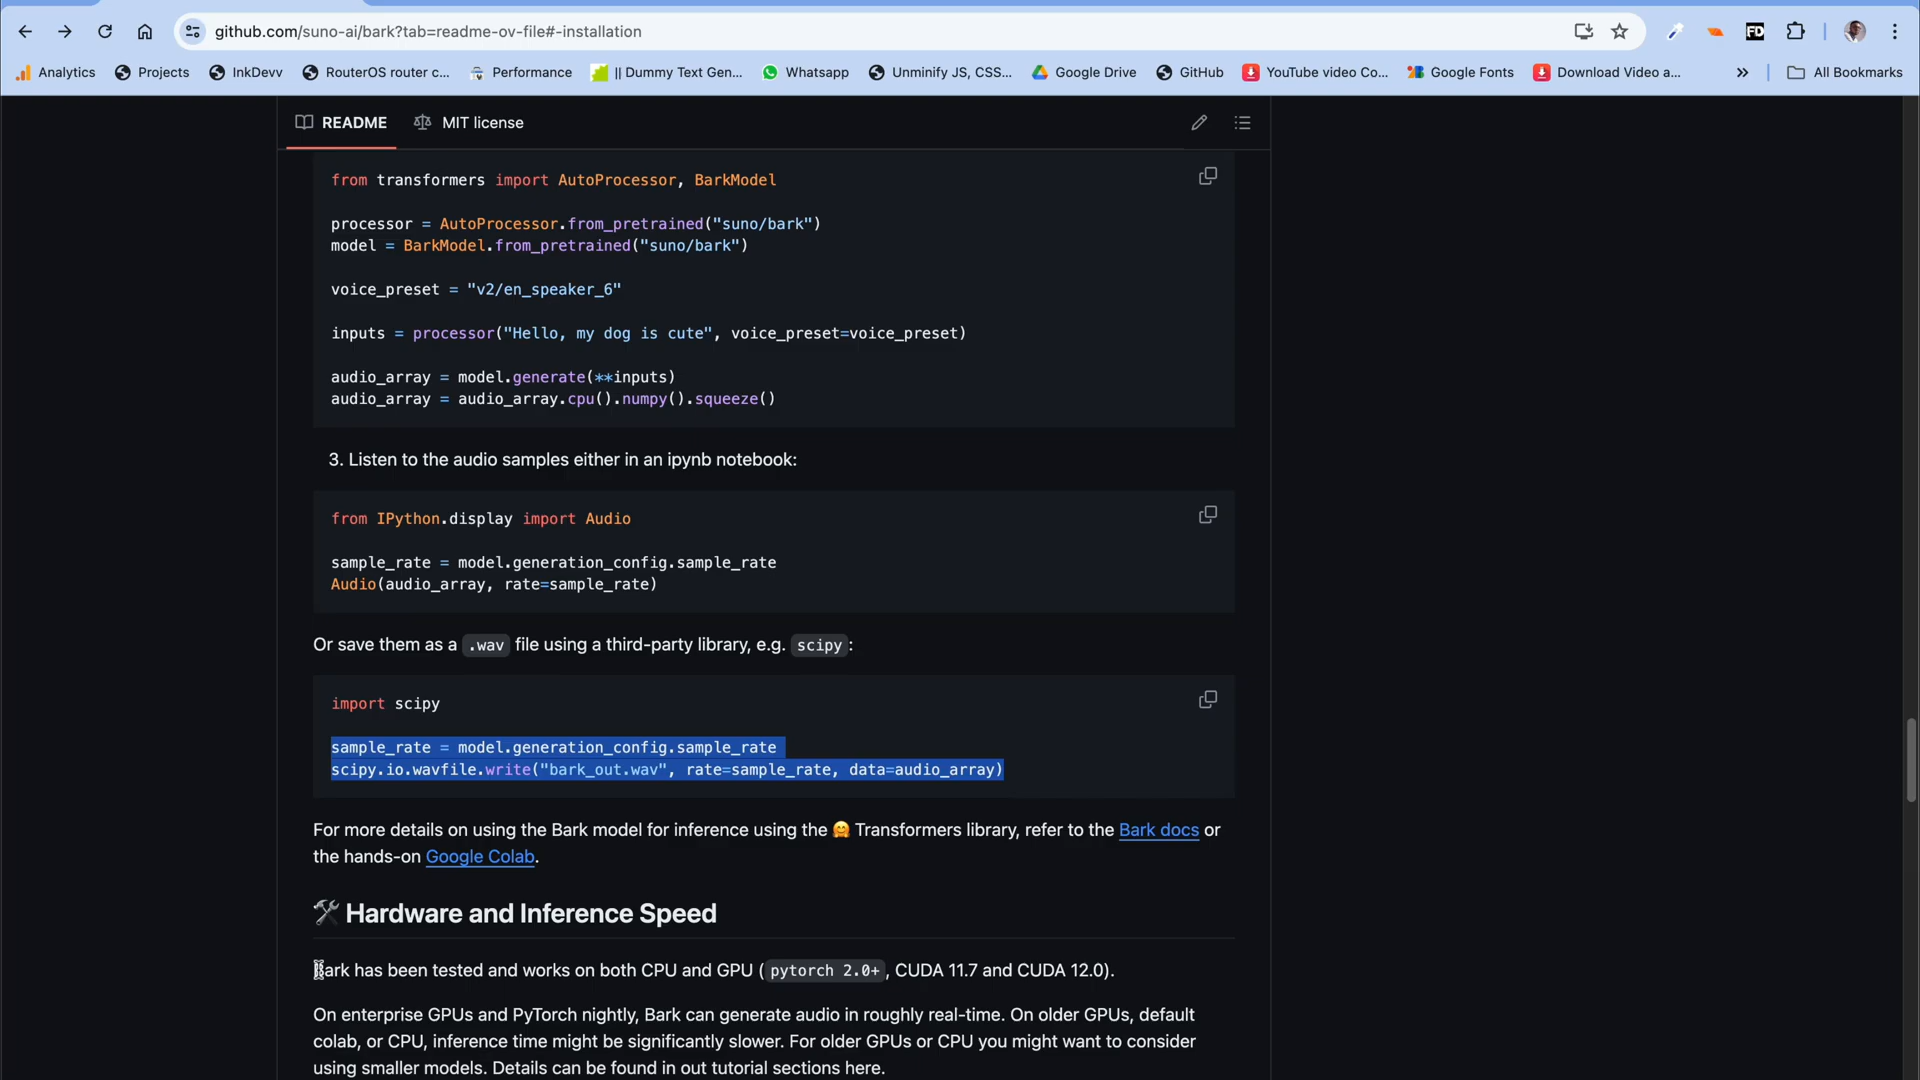 github.com/suno-ai/bark?tab=readme-ov-file#-installation
FD
Analytics Projects InkDevv RouterOS router c... Performance || Dummy Text Gen... Whatsapp Unminify JS, CSS... Google Drive GitHub YouTube video Co... Google Fonts Download Video a... All Bookmarks
README MIT license
from transformers import AutoProcessor, BarkModel
processor = AutoProcessor.from_pretrained("suno/bark")
model = BarkModel.from_pretrained("suno/bark")
voice_preset = "v2/en_speaker_6"
inputs = processor("Hello, my dog is cute", voice_preset=voice_preset)
audio_array = model.generate(**inputs)
audio_array = audio_array.cpu().numpy().squeeze()
3. Listen to the audio samples either in an ipynb notebook:
from IPython.display import Audio
sample_rate = model.generation_config.sample_rate
Audio(audio_array, rate=sample_rate)
Or save them as a .wav file using a third-party library, e.g. scipy:
import scipy
sample_rate = model.generation_config.sample_rate
scipy.io.wavfile.write("bark_out.wav", rate=sample_rate, data=audio_array)
For more details on using the Bark model for inference using the 🤗 Transformers library, refer to the Bark docs or
the hands-on Google Colab.
🛠 Hardware and Inference Speed
Bark has been tested and works on both CPU and GPU (pytorch 2.0+, CUDA 11.7 and CUDA 12.0).
On enterprise GPUs and PyTorch nightly, Bark can generate audio in roughly real-time. On older GPUs, default
colab, or CPU, inference time might be significantly slower. For older GPUs or CPU you might want to consider
using smaller models. Details can be found in out tutorial sections here.